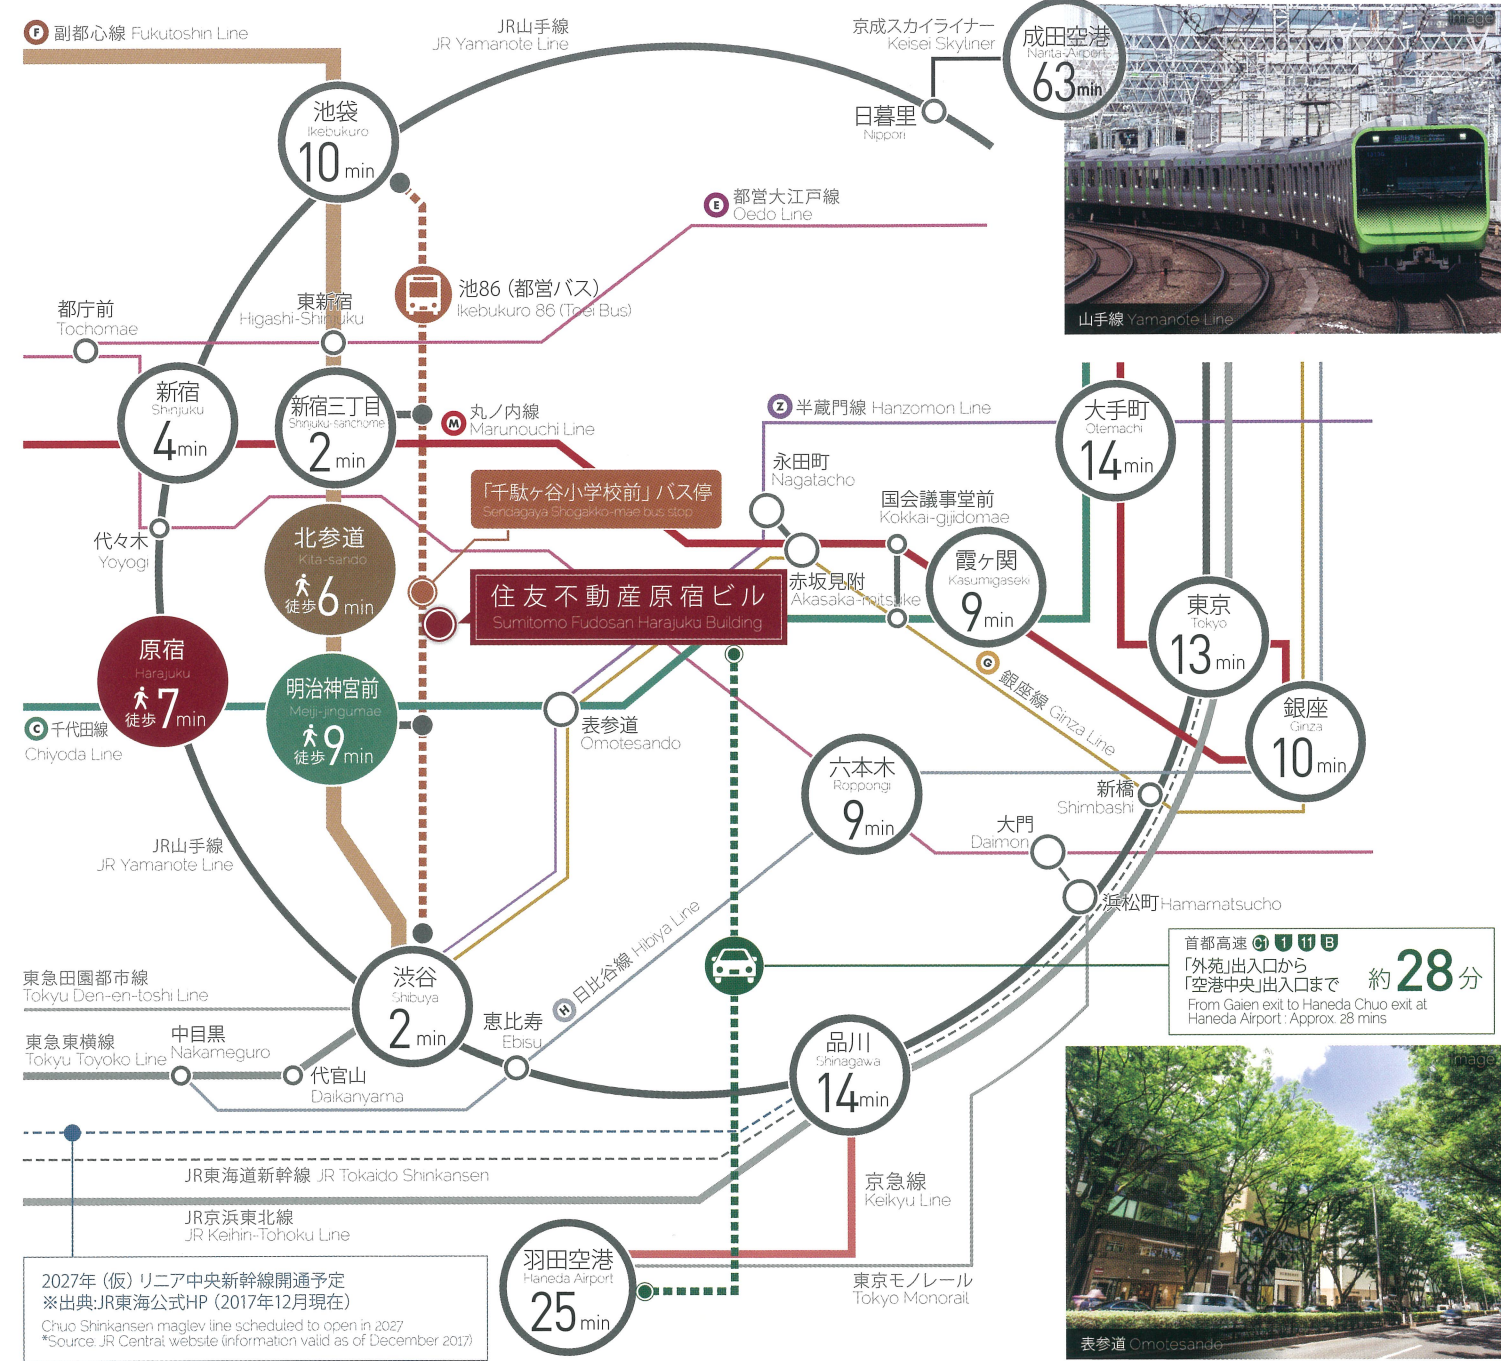 F 副都心線 Fukutoshin Line
JR山手線
JR Yamanote Line
京成スカイライナー
Keisei Skyliner
成田空港
Narita-Airport
63min
image
池袋
Ikebukuro
10 min
日暮里
Nippori
E 都営大江戸線
Oedo Line
池86（都営バス）
Ikebukuro 86 (Toei Bus)
山手線 Yamanote Line
都庁前
Tochomae
東新宿
Higashi-Shinjuku
新宿
Shinjuku
4min
新宿三丁目
Shinjuku-sanchome
2 min
M 丸ノ内線
Marunouchi Line
Z 半蔵門線 Hanzomon Line
大手町
Otemachi
14min
永田町
Nagatacho
「千駄ヶ谷小学校前」バス停
Sendagaya Shogakko-mae bus stop
国会議事堂前
Kokkai-gijidomae
代々木
Yoyogi
北参道
Kita-sando
徒歩6 min
赤坂見附
Akasaka-mitsuke
霞ヶ関
Kasumigaseki
9min
住友不動産原宿ビル
Sumitomo Fudosan Harajuku Building
東京
Tokyo
13 min
原宿
Harajuku
徒歩7min
明治神宮前
Meiji-jingumae
徒歩9min
G 銀座線 Ginza Line
銀座
Ginza
10 min
C 千代田線
Chiyoda Line
表参道
Omotesando
六本木
Roppongi
9min
新橋
Shimbashi
大門
Daimon
JR山手線
JR Yamanote Line
浜松町 Hamamatsucho
H 日比谷線 Hibiya Line
首都高速 C1 1 11 B
「外苑」出入口から
「空港中央」出入口まで
約28分
From Gaien exit to Haneda Chuo exit at
Haneda Airport : Approx. 28 mins
東急田園都市線
Tokyu Den-en-toshi Line
渋谷
Shibuya
2 min
東急東横線
Tokyu Toyoko Line
中目黒
Nakameguro
代官山
Daikanyama
恵比寿
Ebisu
品川
Shinagawa
14min
image
JR東海道新幹線 JR Tokaido Shinkansen
JR京浜東北線
JR Keihin-Tohoku Line
京急線
Keikyu Line
羽田空港
Haneda Airport
25 min
東京モノレール
Tokyo Monorail
2027年（仮）リニア中央新幹線開通予定
※出典:JR東海公式HP（2017年12月現在）
Chuo Shinkansen maglev line scheduled to open in 2027
*Source: JR Central website (information valid as of December 2017)
表参道 Omotesando